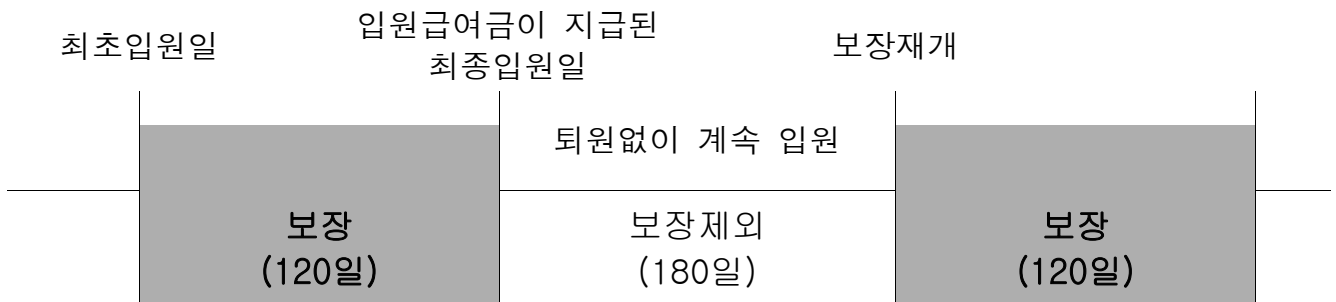 최초입원일
입원급여금이 지급된
최종입원일
보장재개
퇴원없이 계속 입원
보장
(120일)
보장제외
(180일)
보장
(120일)